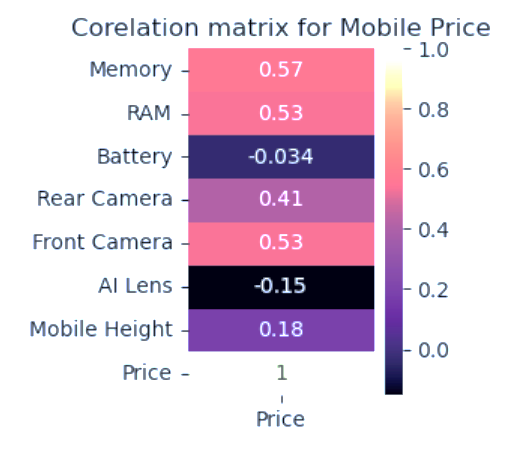 Corelation matrix for Mobile Price
Memory 0.57
RAM 0.53
Battery -0.034
Rear Camera 0.41
Front Camera 0.53
AI Lens -0.15
Mobile Height 0.18
Price 1
Price
1.0
0.8
0.6
0.4
0.2
0.0